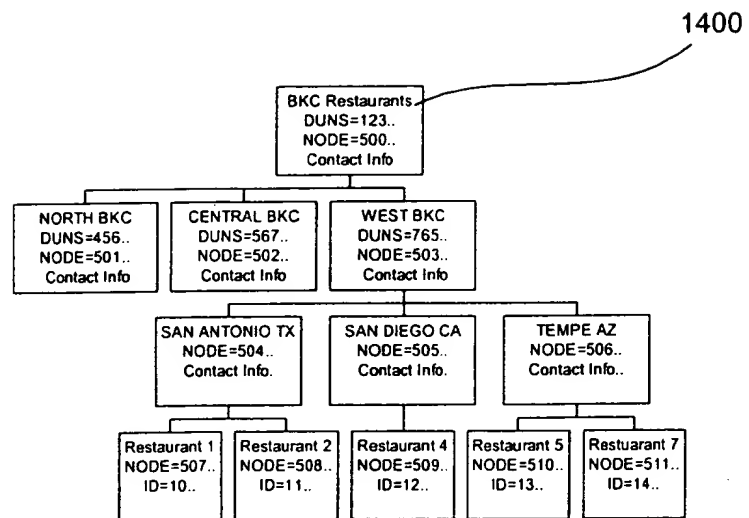 1400
BKC Restaurants
DUNS=123..
NODE=500..
Contact Info
NORTH BKC
DUNS=456..
NODE=501..
Contact Info
CENTRAL BKC
DUNS=567..
NODE=502..
Contact Info
WEST BKC
DUNS=765..
NODE=503..
Contact Info
SAN ANTONIO TX
NODE=504..
Contact Info.
SAN DIEGO CA
NODE=505..
Contact Info.
TEMPE AZ
NODE=506..
Contact Info..
Restaurant 1
NODE=507..
ID=10..
Restaurant 2
NODE=508..
ID=11..
Restaurant 4
NODE=509..
ID=12..
Restaurant 5
NODE=510..
ID=13..
Restuarant 7
NODE=511..
ID=14..